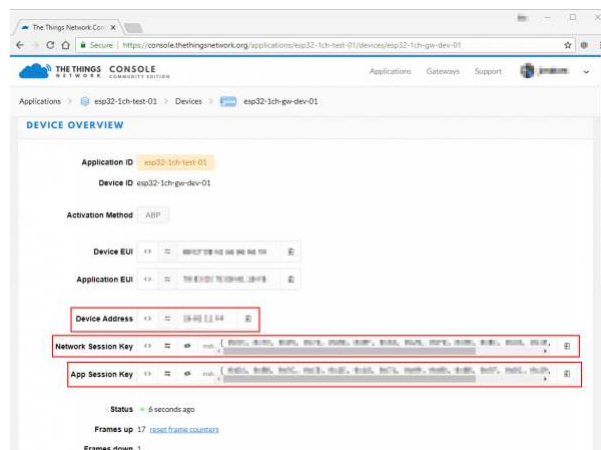 The Things Network Con
Secure https://console.thethingsnetwork.org/applications/esp32-1ch-test-01/devices/esp32-1ch-gw-dev-01
THE THINGS NETWORK CONSOLE COMMUNITY EDITION
Applications Gateways Support
Applications > esp32-1ch-test-01 > Devices > esp32-1ch-gw-dev-01
DEVICE OVERVIEW
Application ID esp32-1ch-test-01
Device ID esp32-1ch-gw-dev-01
Activation Method ABP
Device EUI
Application EUI
Device Address
Network Session Key msb {
App Session Key msb {
Status 6 seconds ago
Frames up 17 reset frame counters
Frames down 1